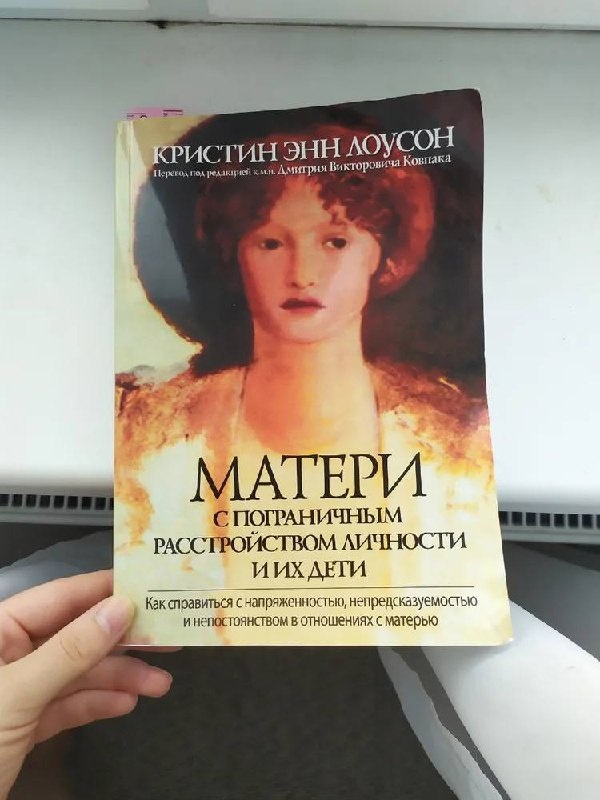 КРИСТИН ЭНН ЛОУСОН
Перевод под редакцией к.м.н. Дмитрия Викторовича Ковпака
МАТЕРИ
С ПОГРАНИЧНЫМ
РАССТРОЙСТВОМ ЛИЧНОСТИ
И ИХ ДЕТИ
Как справиться с напряженностью, непредсказуемостью
и непостоянством в отношениях с матерью